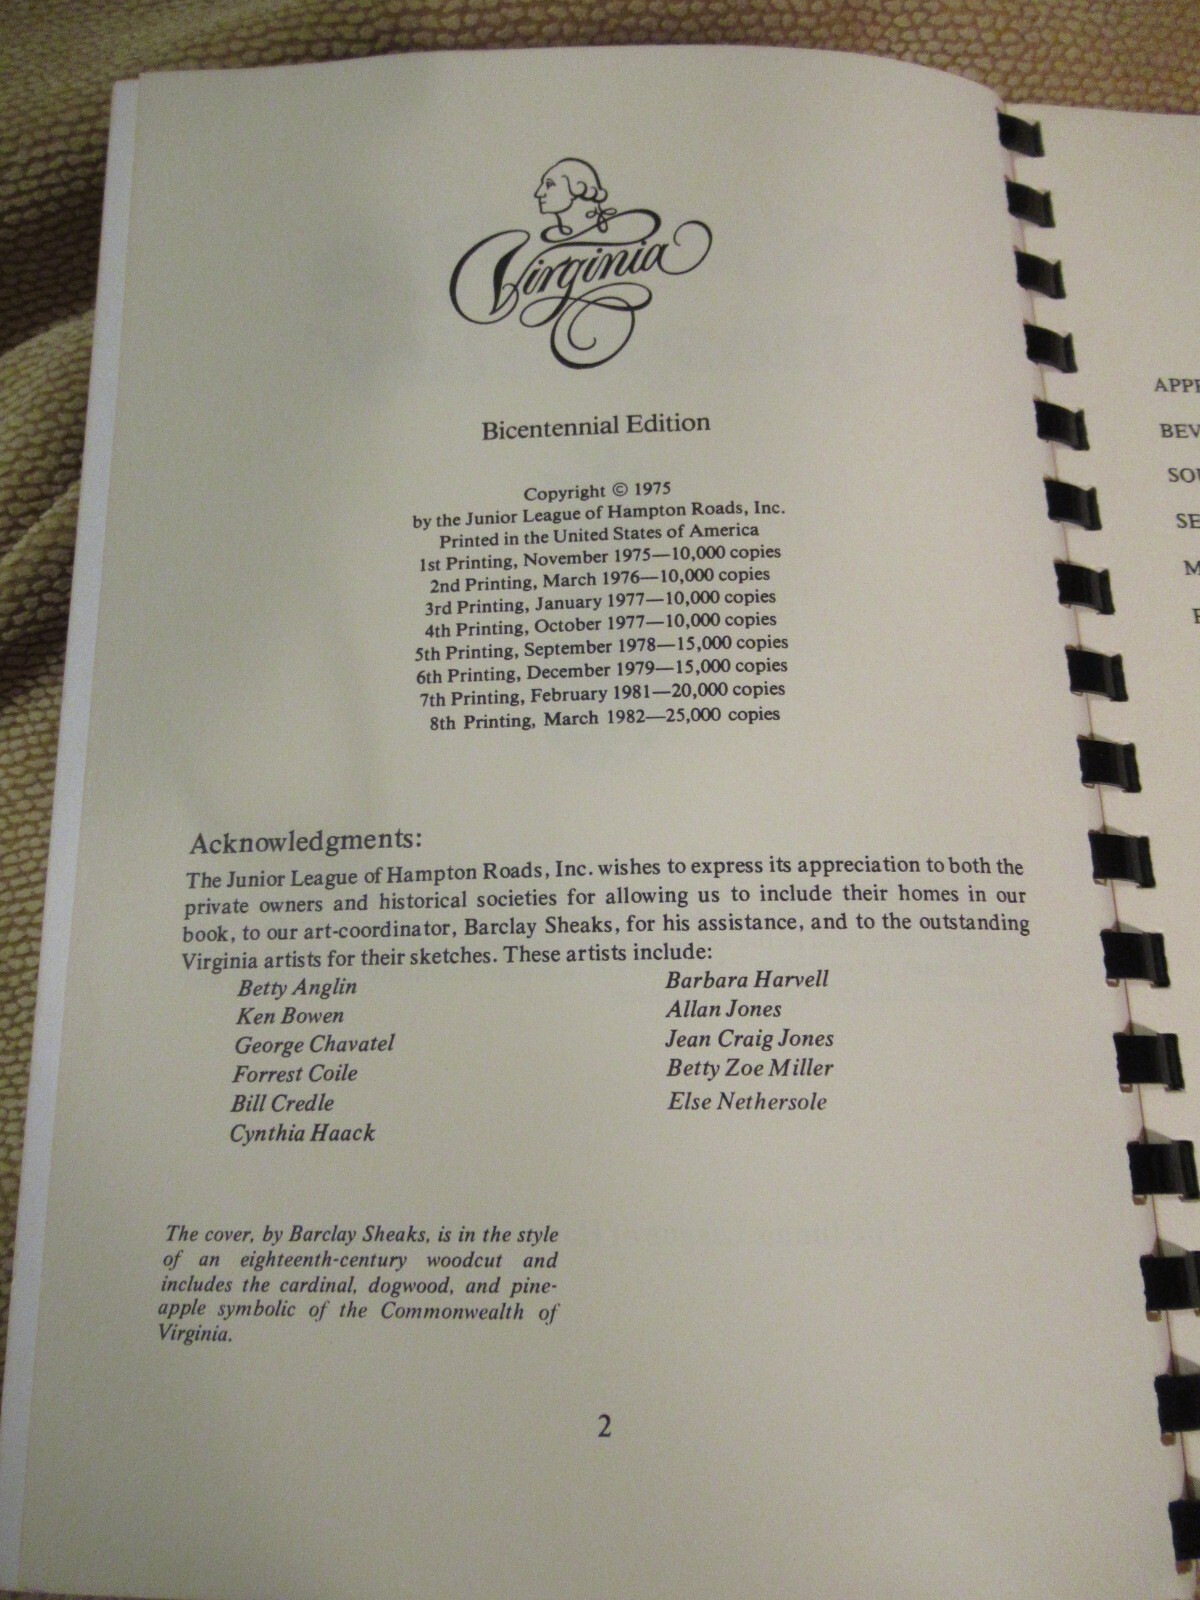 Virginia
Bicentennial Edition
Copyright © 1975
by the Junior League of Hampton Roads, Inc.
Printed in the United States of America
1st Printing, November 1975—10,000 copies
2nd Printing, March 1976—10,000 copies
3rd Printing, January 1977—10,000 copies
4th Printing, October 1977—10,000 copies
5th Printing, September 1978—15,000 copies
6th Printing, December 1979—15,000 copies
7th Printing, February 1981—20,000 copies
8th Printing, March 1982—25,000 copies
Acknowledgments:
The Junior League of Hampton Roads, Inc. wishes to express its appreciation to both the
private owners and historical societies for allowing us to include their homes in our
book, to our art-coordinator, Barclay Sheaks, for his assistance, and to the outstanding
Virginia artists for their sketches. These artists include:
Betty Anglin
Ken Bowen
George Chavatel
Forrest Coile
Bill Credle
Cynthia Haack
Barbara Harvell
Allan Jones
Jean Craig Jones
Betty Zoe Miller
Else Nethersole
The cover, by Barclay Sheaks, is in the style
of an eighteenth-century woodcut and
includes the cardinal, dogwood, and pine-
apple symbolic of the Commonwealth of
Virginia.
2